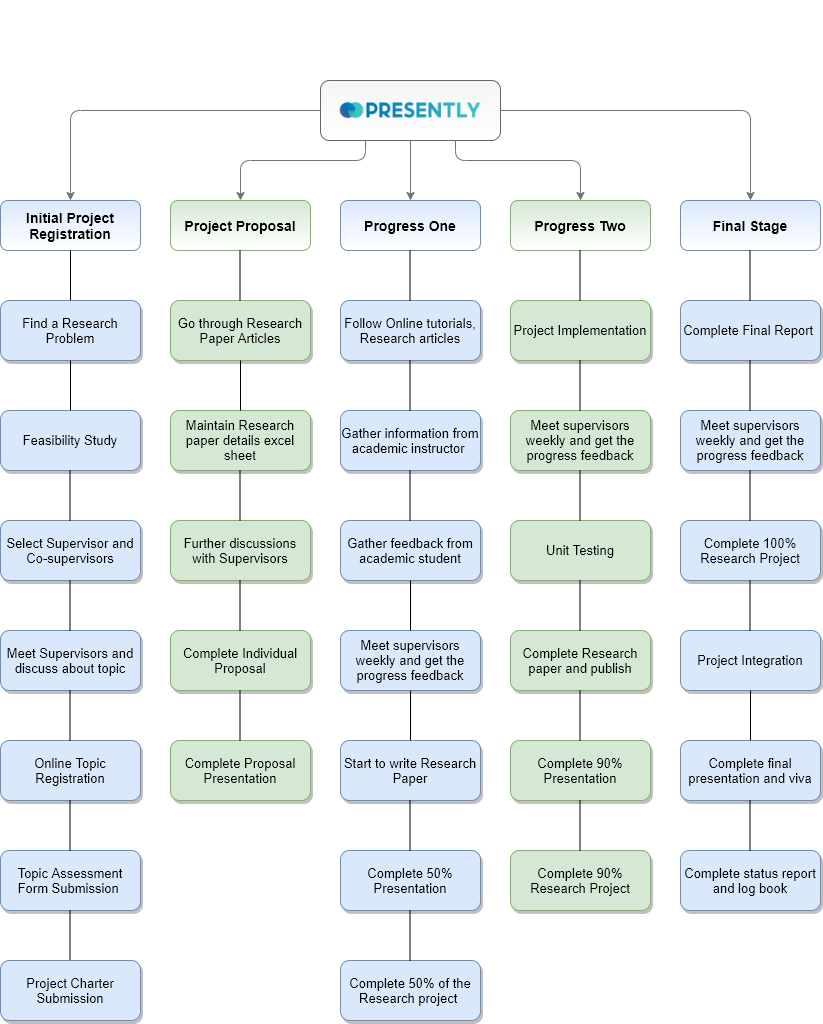 PRESENTLY
Initial Project
Registration
Find a Research
Problem
Feasibility Study
Select Supervisor and
Co-supervisors
Meet Supervisors and
discuss about topic
Online Topic
Registration
Topic Assessment
Form Submission
Project Charter
Submission
Project Proposal
Go through Research
Paper Articles
Maintain Research
paper details excel
sheet
Further discussions
with Supervisors
Complete Individual
Proposal
Complete Proposal
Presentation
Progress One
Follow Online tutorials,
Research articles
Gather information from
academic instructor
Gather feedback from
academic student
Meet supervisors
weekly and get the
progress feedback
Start to write Research
Paper
Complete 50%
Presentation
Complete 50% of the
Research project
Progress Two
Project Implementation
Meet supervisors
weekly and get the
progress feedback
Unit Testing
Complete Research
paper and publish
Complete 90%
Presentation
Complete 90%
Research Project
Final Stage
Complete Final Report
Meet supervisors
weekly and get the
progress feedback
Complete 100%
Research Project
Project Integration
Complete final
presentation and viva
Complete status report
and log book